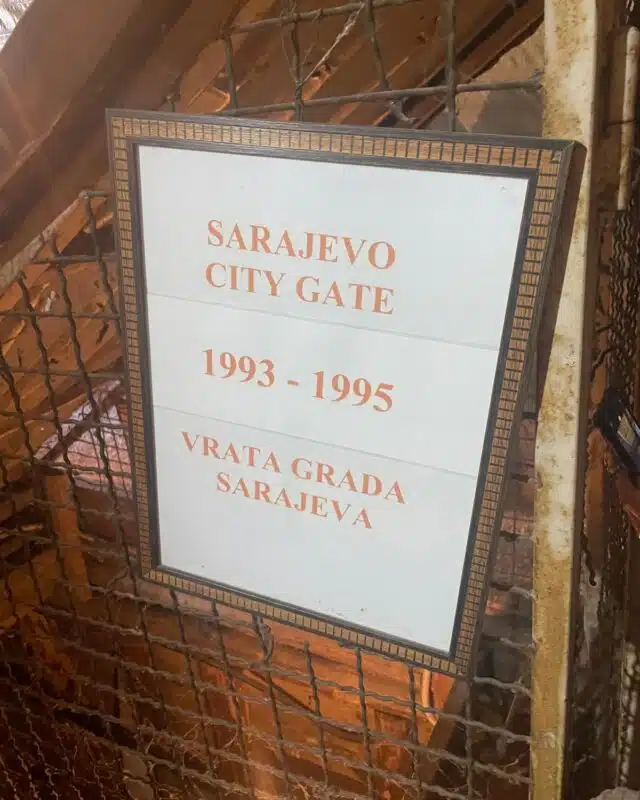 SARAJEVO
CITY GATE
1993 - 1995
VRATA GRADA
SARAJEVA